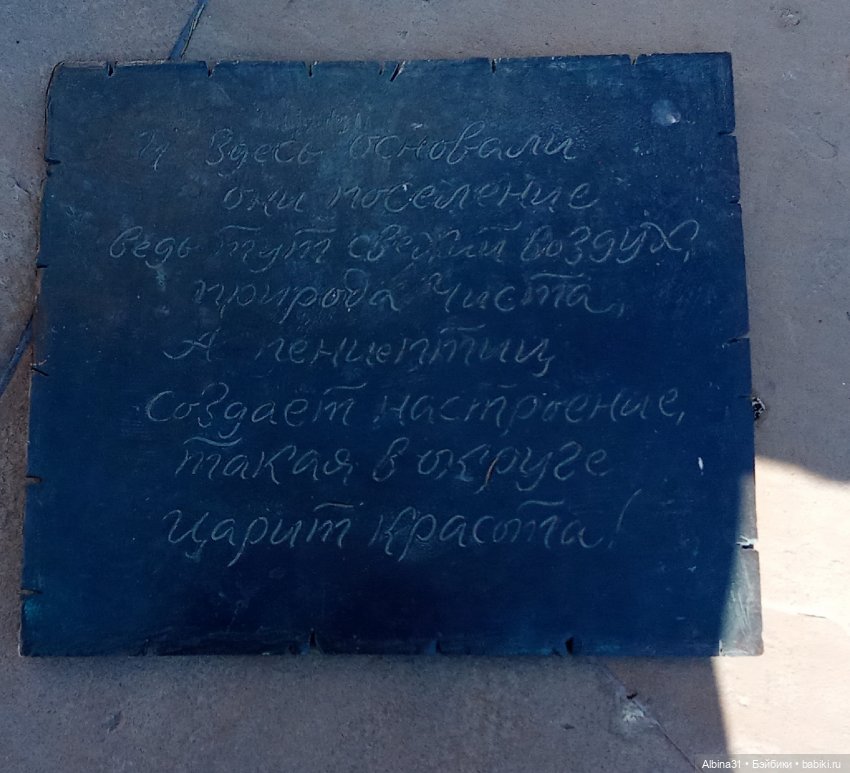 И здесь основали
они поселение
ведь тут свежий воздух,
природа чиста,
А пение птиц
создаёт настроение,
такая в округе
царит красота!
Albina31 • Бэйбики • babiki.ru